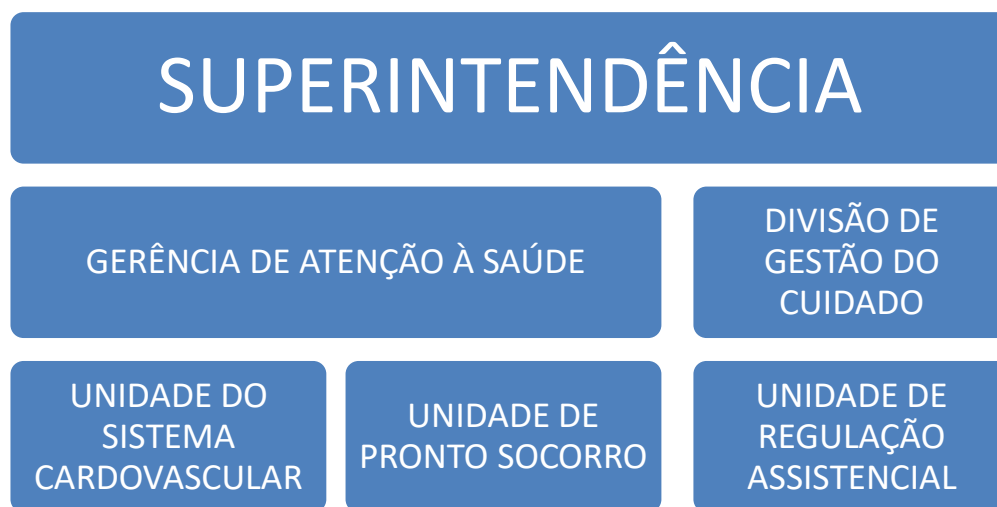 SUPERINTENDÊNCIA
GERÊNCIA DE ATENÇÃO À SAÚDE
DIVISÃO DE
GESTÃO DO
CUIDADO
UNIDADE DO
SISTEMA
CARDOVASCULAR
UNIDADE DE
PRONTO SOCORRO
UNIDADE DE
REGULAÇÃO
ASSISTENCIAL